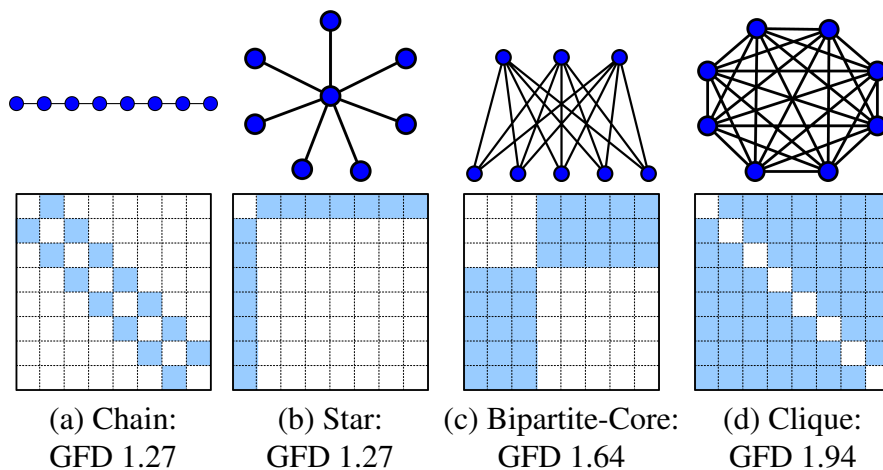 (a) Chain:
GFD 1.27
(b) Star:
GFD 1.27
(c) Bipartite-Core:
GFD 1.64
(d) Clique:
GFD 1.94